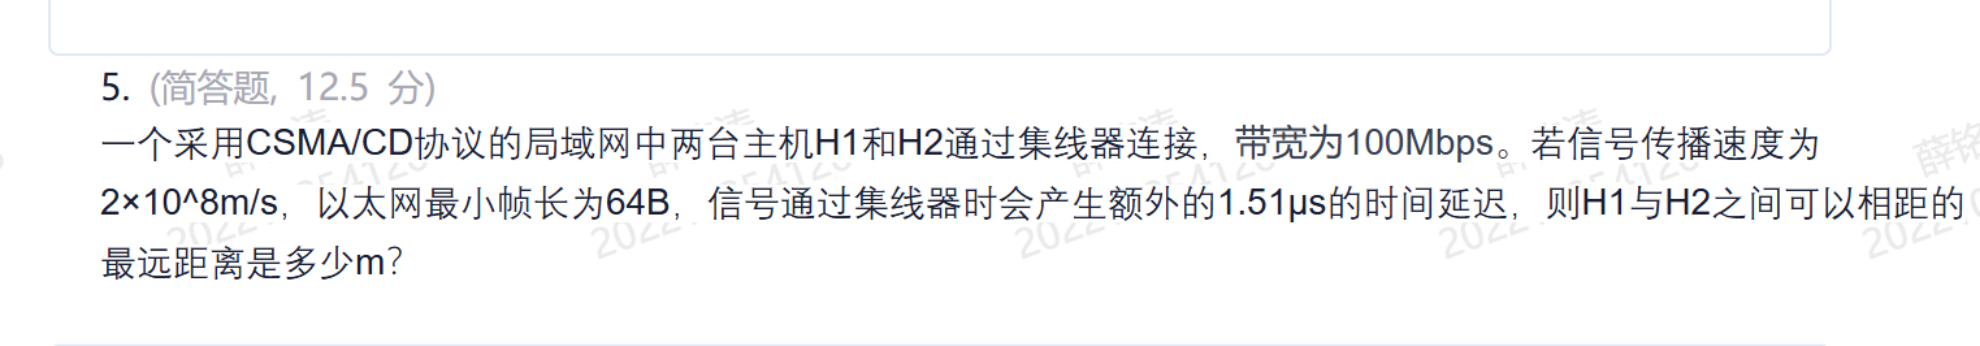 5. (简答题, 12.5 分)
一个采用CSMA/CD协议的局域网中两台主机H1和H2通过集线器连接，带宽为100Mbps。若信号传播速度为
2×10^8m/s，以太网最小帧长为64B，信号通过集线器时会产生额外的1.51μs的时间延迟，则H1与H2之间可以相距的
最远距离是多少m？